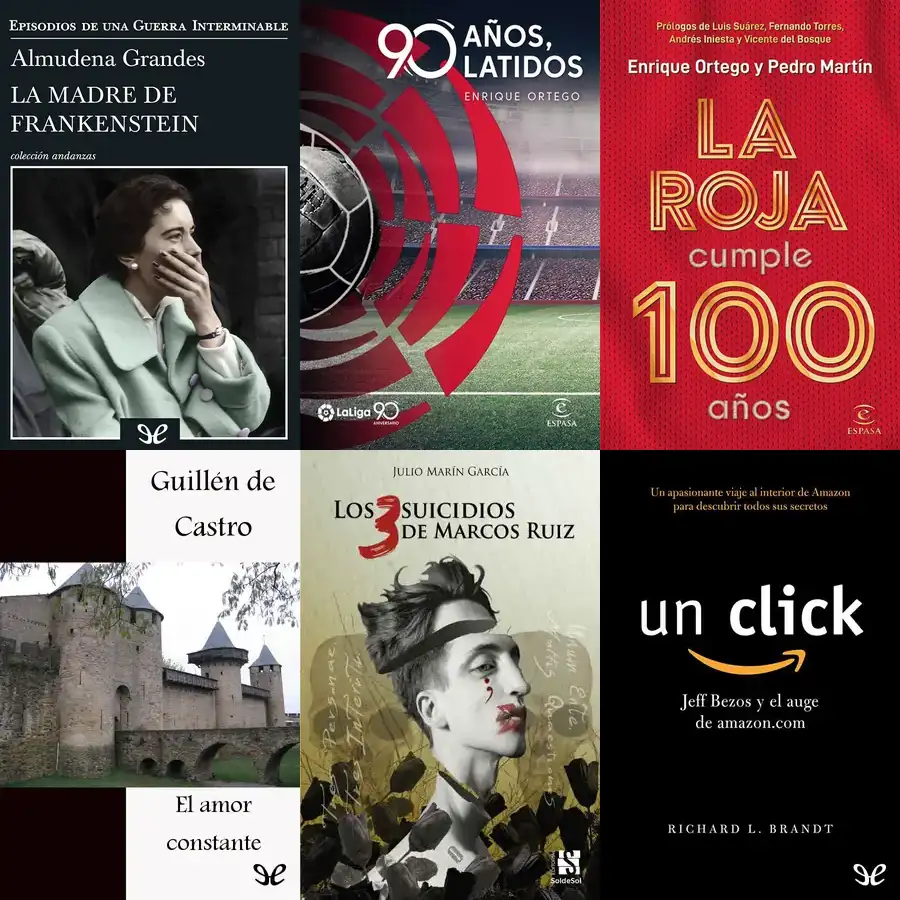 EPISODIOS DE UNA GUERRA INTERMINABLE
Almudena Grandes
LA MADRE DE
FRANKENSTEIN
colección andanzas
90 AÑOS,
LATIDOS
ENRIQUE ORTEGO
LaLiga 90
ANIVERSARIO
e
ESPASA
Prólogos de Luis Suárez, Fernando Torres,
Andrés Iniesta y Vicente del Bosque
Enrique Ortego y Pedro Martín
LA
ROJA
cumple
100
años
e
ESPASA
Guillén de
Castro
El amor
constante
JULIO MARÍN GARCÍA
LOS 3 SUICIDIOS
DE MARCOS RUIZ
SoldeSol
Un apasionante viaje al interior de Amazon
para descubrir todos sus secretos
un click
Jeff Bezos y el auge
de amazon.com
RICHARD L. BRANDT